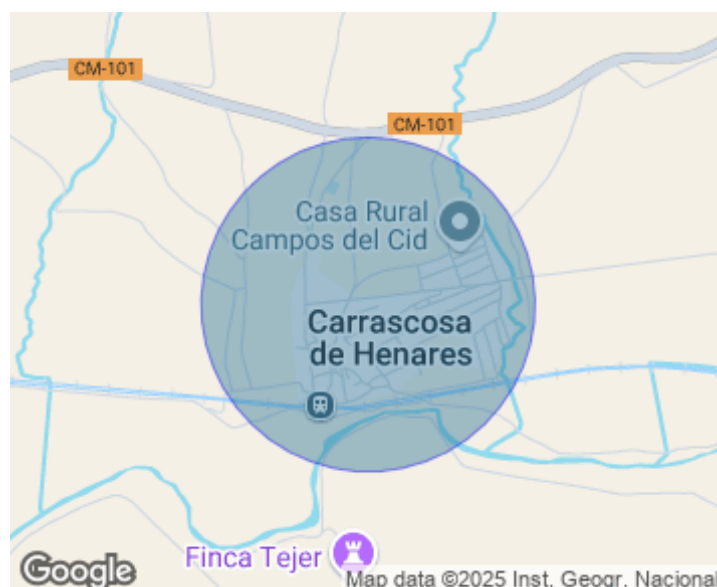 CM-101
CM-101
Casa Rural
Campos del Cid
Carrascosa
de Henares
Finca Tejer
Google
Map data ©2025 Inst. Geogr. Nacional